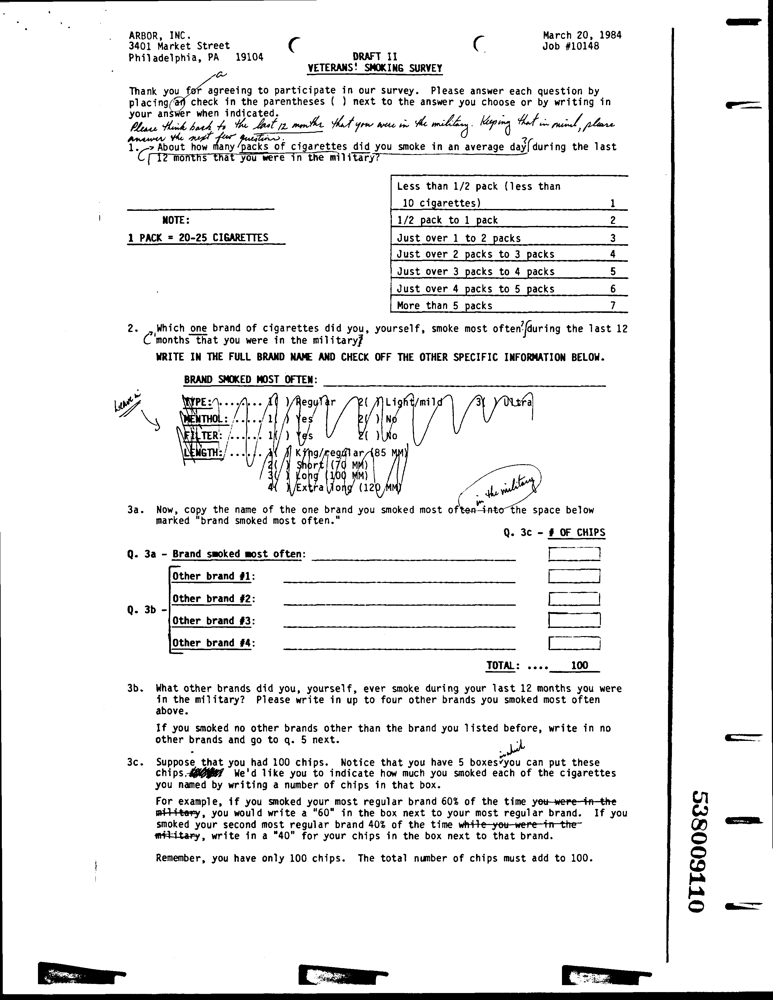 ARBOR, INC.
3401 Market Street
Philadelphia, PA 19104
March 20, 1984
Job #10148
DRAFT II
VETERANS' SMOKING SURVEY
a
Thank you for agreeing to participate in our survey. Please answer each question by
placing an check in the parentheses ( ) next to the answer you choose or by writing in
your answer when indicated.
Please think back to the last 12 months that you were in the military. Keeping that in mind, please
answer the next few questions.
1. About how many packs of cigarettes did you smoke in an average day? during the last
12 months that you were in the military?
NOTE:
1 PACK = 20-25 CIGARETTES
Less than 1/2 pack (less than
10 cigarettes) 1
1/2 pack to 1 pack 2
Just over 1 to 2 packs 3
Just over 2 packs to 3 packs 4
Just over 3 packs to 4 packs 5
Just over 4 packs to 5 packs 6
More than 5 packs 7
2. Which one brand of cigarettes did you, yourself, smoke most often? during the last 12
months that you were in the military?
WRITE IN THE FULL BRAND NAME AND CHECK OFF THE OTHER SPECIFIC INFORMATION BELOW.
BRAND SMOKED MOST OFTEN:
Leave in
TYPE: ........ 1( ) Regular 2( ) Light/mild 3( ) Ultra
MENTHOL: ...... 1( ) Yes 2( ) No
FILTER: ...... 1( ) Yes 2( ) No
LENGTH: ...... 1( ) King/regular (85 MM)
2( ) Short (70 MM)
3( ) Long (100 MM)
4( ) Extra long (120 MM)
in the military
3a. Now, copy the name of the one brand you smoked most often into the space below
marked "brand smoked most often."
Q. 3c - # OF CHIPS
Q. 3a - Brand smoked most often:
Other brand #1:
Other brand #2:
Q. 3b -
Other brand #3:
Other brand #4:
TOTAL: .... 100
3b. What other brands did you, yourself, ever smoke during your last 12 months you were
in the military? Please write in up to four other brands you smoked most often
above.
If you smoked no other brands other than the brand you listed before, write in no
other brands and go to q. 5 next.
in which
3c. Suppose that you had 100 chips. Notice that you have 5 boxes you can put these
chips. We'd like you to indicate how much you smoked each of the cigarettes
you named by writing a number of chips in that box.
For example, if you smoked your most regular brand 60% of the time you were in the
military, you would write a "60" in the box next to your most regular brand. If you
smoked your second most regular brand 40% of the time while you were in the
military, write in a "40" for your chips in the box next to that brand.
Remember, you have only 100 chips. The total number of chips must add to 100.
538009110